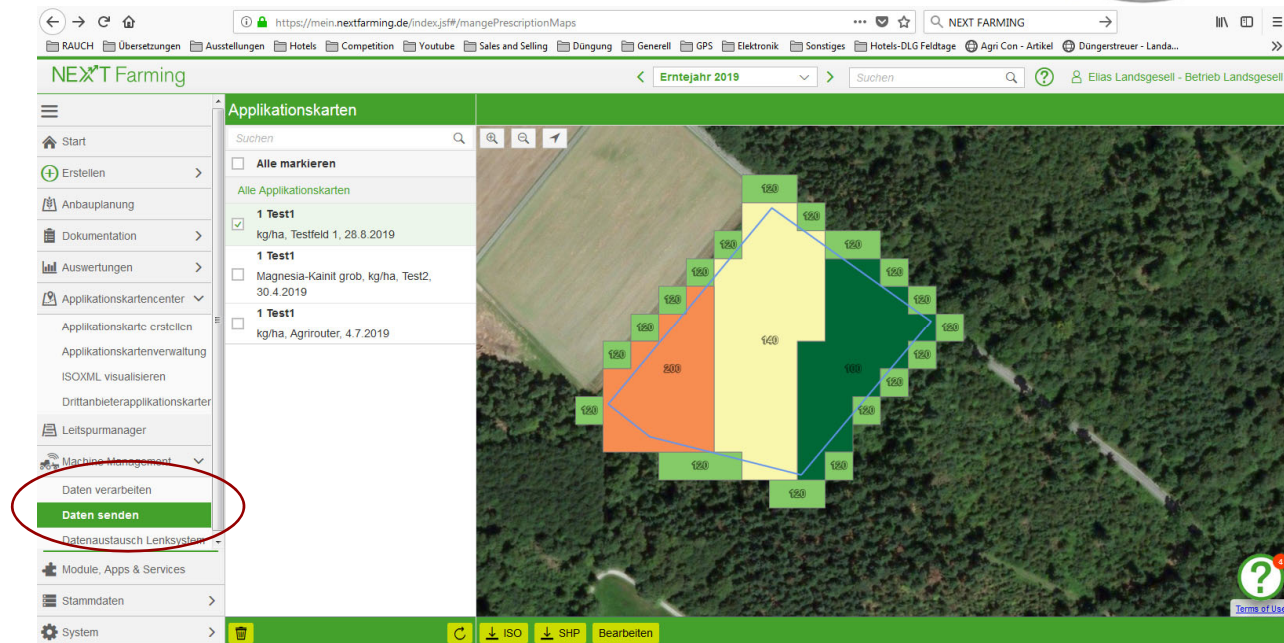 https://mein.nextfarming.de/index.jsf#/mangePrescriptionMaps
NEXT FARMING
RAUCH Übersetzungen Ausstellungen Hotels Competition Youtube Sales and Selling Düngung Generell GPS Elektronik Sonstiges Hotels-DLG Feldtage Agri Con - Artikel Düngerstreuer - Landa...
NEXT Farming
Erntejahr 2019
Suchen
Elias Landsgesell - Betrieb Landsgesell
Start
Erstellen
Anbauplanung
Dokumentation
Auswertungen
Applikationskartencenter
Applikationskarte erstellen
Applikationskartenverwaltung
ISOXML visualisieren
Drittanbieterapplikationskarter
Leitspurmanager
Machine Management
Daten verarbeiten
Daten senden
Datenaustausch Lenksystem
Module, Apps & Services
Stammdaten
System
Applikationskarten
Suchen
Alle markieren
Alle Applikationskarten
1 Test1
kg/ha, Testfeld 1, 28.8.2019
1 Test1
Magnesia-Kainit grob, kg/ha, Test2,
30.4.2019
1 Test1
kg/ha, Agrirouter, 4.7.2019
120
120
120 120
120 120
120 120
120 120
140
120 120
200 160
120
120
120 120
120
120
ISO SHP Bearbeiten
?
4
Terms of Use